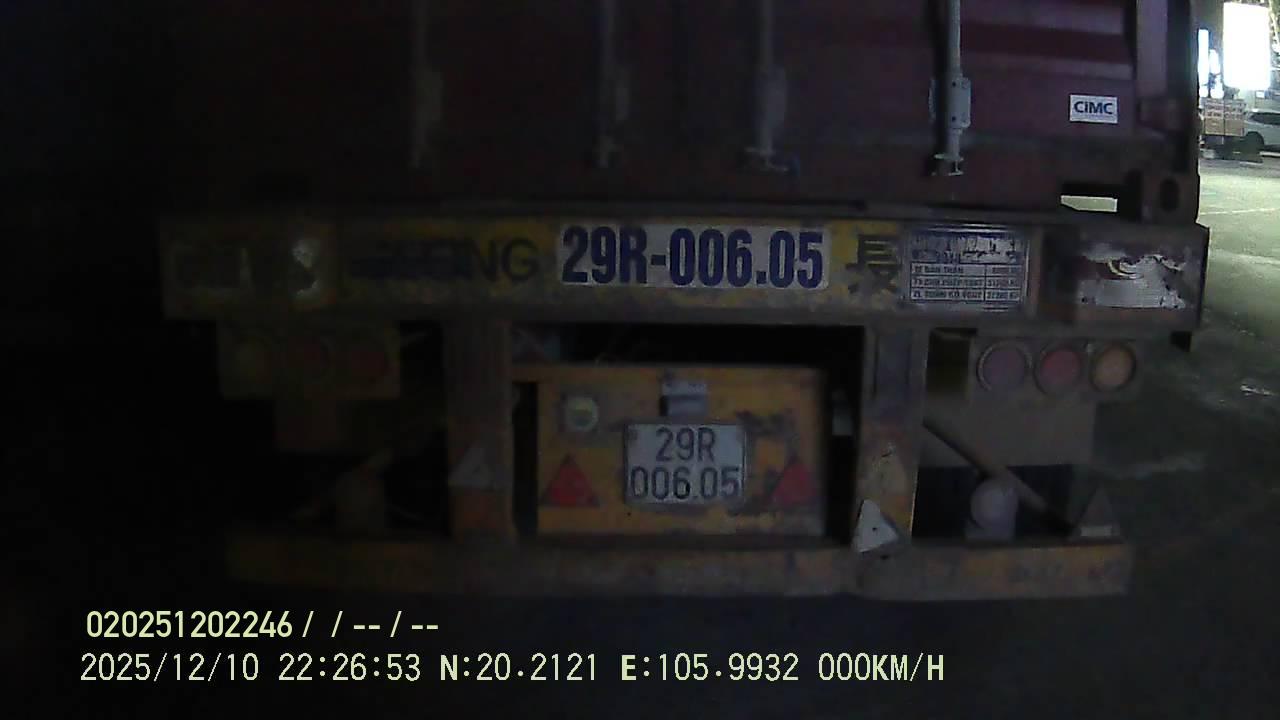 CIMC
NG 29R-006.05 長
29R
006.05
020251202246 / / -- / --
2025/12/10 22:26:53 N:20.2121 E:105.9932 000KM/H